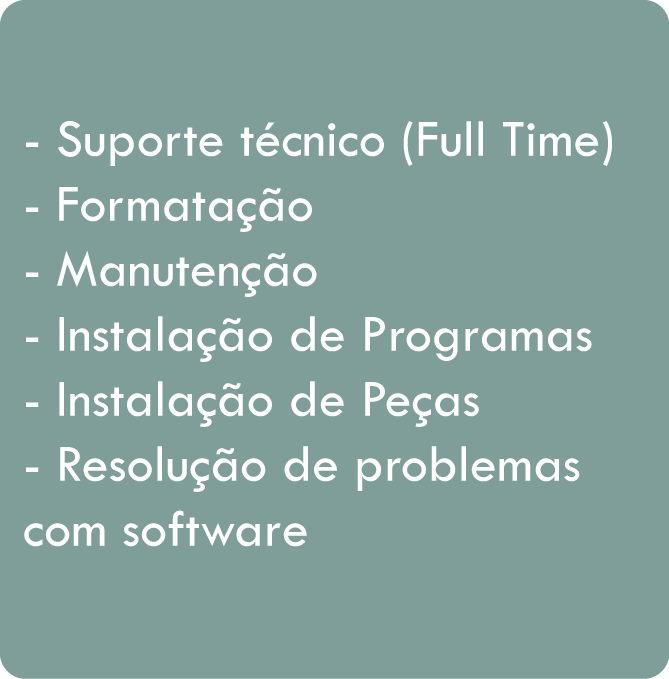 - Suporte técnico (Full Time)
- Formatação
- Manutenção
- Instalação de Programas
- Instalação de Peças
- Resolução de problemas
com software